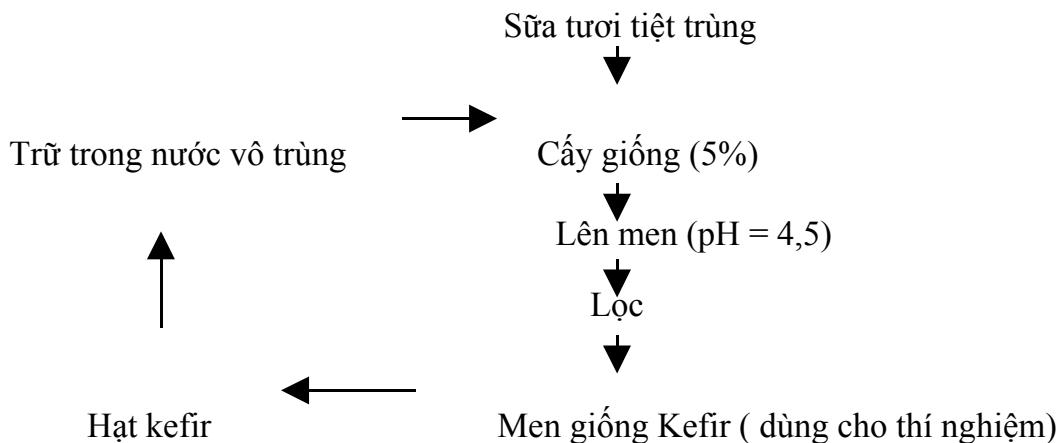 Sữa tươi tiệt trùng
Trữ trong nước vô trùng
Cấy giống (5%)
Lên men (pH = 4,5)
Lọc
Hạt kefir
Men giống Kefir ( dùng cho thí nghiệm)